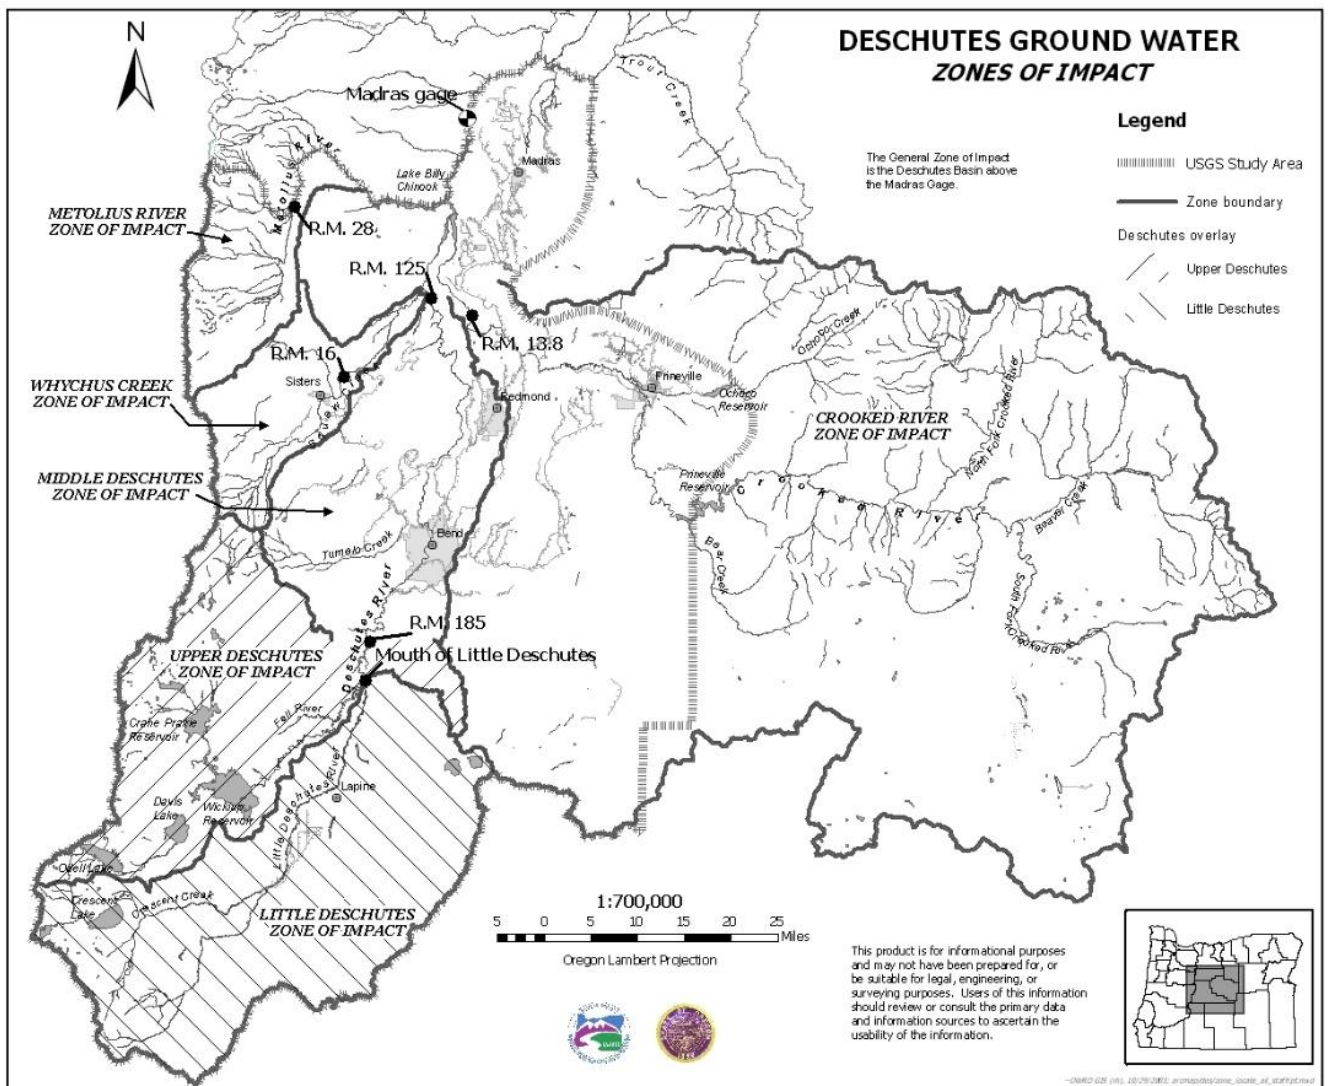 DESCHUTES GROUND WATER
ZONES OF IMPACT
N
Madras gage
Trout Creek
Legend
The General Zone of Impact
is the Deschutes Basin above
the Madras Gage.
USGS Study Area
Zone boundary
Deschutes overlay
Upper Deschutes
Little Deschutes
Metolius River
Lake Billy
Chinook
Madras
METOLIUS RIVER
ZONE OF IMPACT
R.M. 28
R.M. 125
R.M. 13.8
R.M. 16
Sisters
Redmond
Prineville
Ochoco Creek
Ochoco
Reservoir
WHYCHUS CREEK
ZONE OF IMPACT
CROOKED RIVER
ZONE OF IMPACT
North Fork Crooked River
MIDDLE DESCHUTES
ZONE OF IMPACT
Prineville
Reservoir
Crooked River
Beaver Creek
Tumalo Creek
Bend
Bear Creek
South Fork Crooked River
Deschutes River
R.M. 185
Mouth of Little Deschutes
UPPER DESCHUTES
ZONE OF IMPACT
Fall River
Crane Prairie
Reservoir
Little Deschutes River
Lapine
Davis
Lake
Wickiup
Reservoir
Odell Lake
Crescent
Lake
Crescent Creek
LITTLE DESCHUTES
ZONE OF IMPACT
1:700,000
5 0 5 10 15 20 25
Miles
Oregon Lambert Projection
This product is for informational purposes
and may not have been prepared for, or
be suitable for legal, engineering, or
surveying purposes. Users of this information
should review or consult the primary data
and information sources to ascertain the
usability of the information.